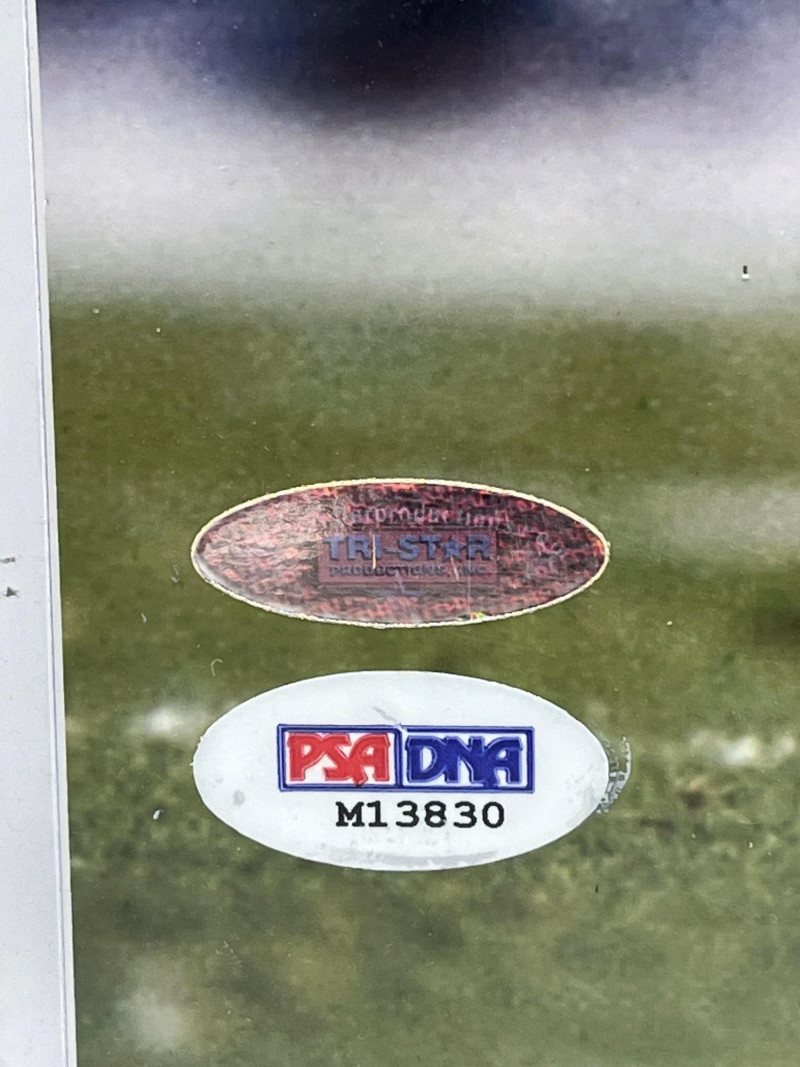 TRI-STAR
PRODUCTIONS, INC.
PSA DNA
M13830